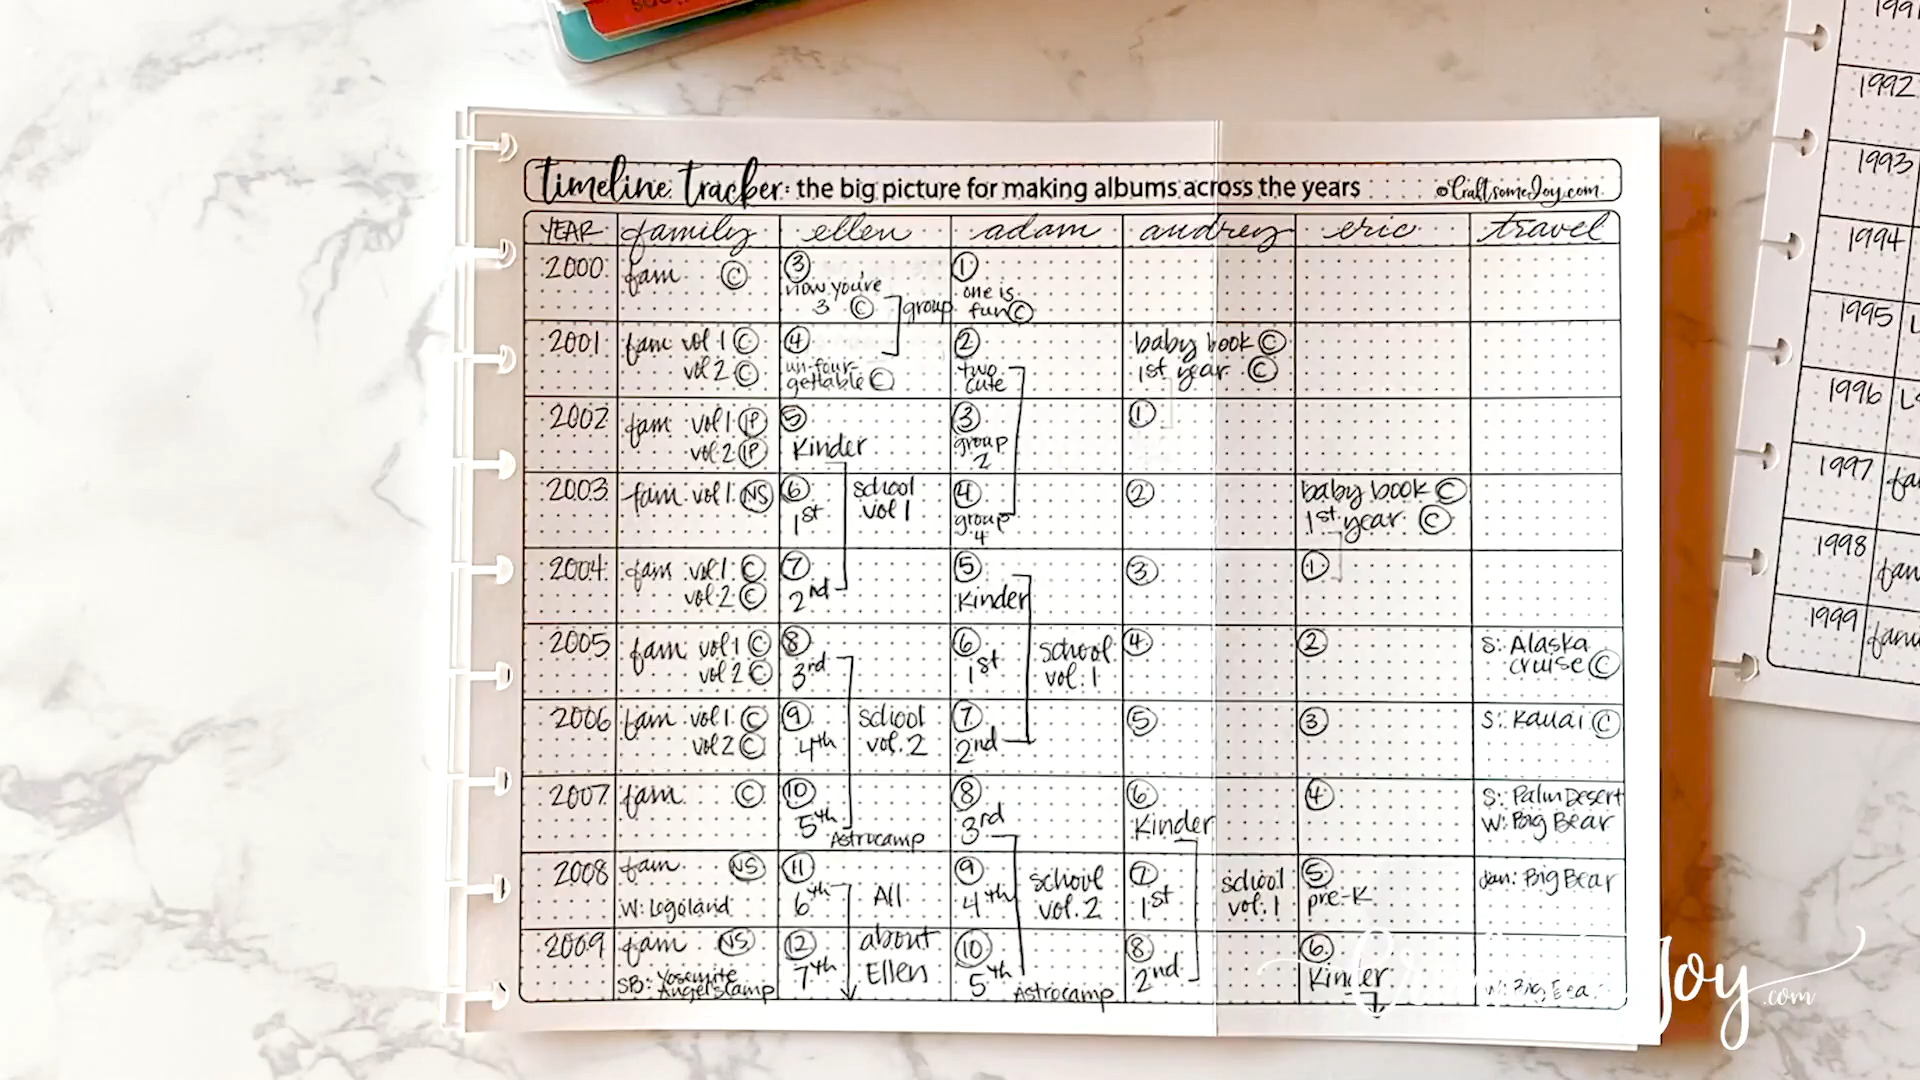 timeline tracker: the big picture for making albums across the years ©CraftsomeJoy.com
YEAR family ellen adam audrey eric travel
2000 fam C
3
now you're
3 C
group
1
one is
fun C
2001 fam vol 1 C
vol 2 C
4
un-four-
gettable C
2
two
cute
baby book C
1st year C
2002 fam vol 1 IP
vol. 2 IP
5
Kinder
3
group
2
1
2003 fam vol 1 NS
6
1st
school
vol 1
4
group
4
2
baby book C
1st year C
2004 fam vol. 1 C
vol. 2 C
7
2nd
5
Kinder
3
1
2005 fam vol 1 C
vol 2 C
8
3rd
6
1st
school
vol. 1
4
2
S: Alaska
cruise C
2006 fam vol 1 C
vol 2 C
9
4th
school
vol. 2
7
2nd
5
3
S: Kauai C
2007 fam C
10
5th
Astrocamp
8
3rd
6
Kinder
4
S: Palm Desert
W: Big Bear
2008 fam NS
W: Legoland
11
6th
All
9
4th
school
vol. 2
7
1st
school
vol. 1
5
pre-K
Jan: Big Bear
2009 fam NS
SB: Yosemite
Angelscamp
12
7th
about
Ellen
10
5th
Astrocamp
8
2nd
6
Kinder
W: Big Bear
1991
1992
1993
1994
1995
1996
1997
1998
1999
Joy.com